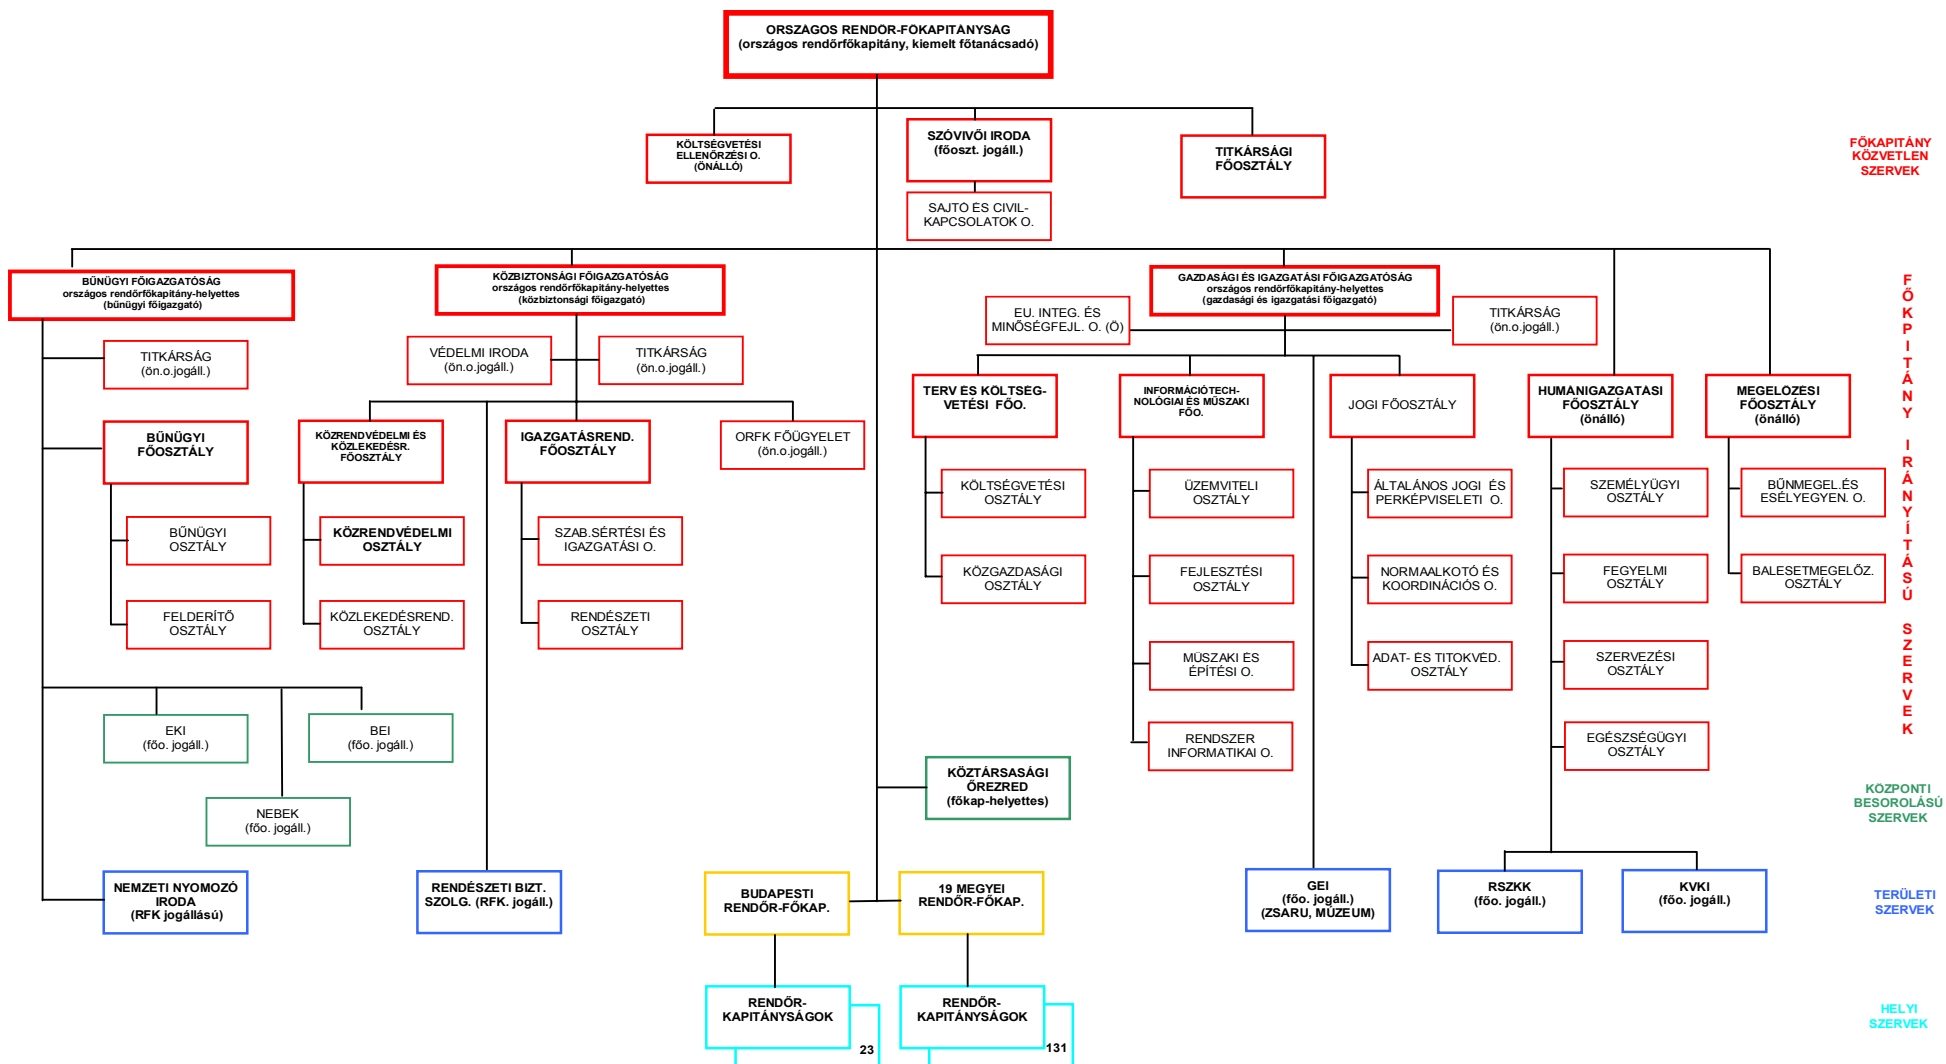 ORSZÁGOS RENDŐR-FŐKAPITÁNYSÁG
(országos rendőrfőkapitány, kiemelt főtanácsadó)
KÖLTSÉGVETÉSI
ELLENŐRZÉSI O.
(ÖNÁLLÓ)
SZÓVIVŐI IRODA
(főoszt. jogáll.)
TITKÁRSÁGI
FŐOSZTÁLY
FŐKAPITÁNY
KÖZVETLEN
SZERVEK
SAJTÓ ÉS CIVIL-
KAPCSOLATOK O.
BŰNÜGYI FŐIGAZGATÓSÁG
országos rendőrfőkapitány-helyettes
(bűnügyi főigazgató)
KÖZBIZTONSÁGI FŐIGAZGATÓSÁG
országos rendőrfőkapitány-helyettes
(közbiztonsági főigazgató)
GAZDASÁGI ÉS IGAZGATÁSI FŐIGAZGATÓSÁG
országos rendőrfőkapitány-helyettes
(gazdasági és igazgatási főigazgató)
FŐKPITÁNY IRÁNYÍTÁSÚ SZERVEK
EU. INTEG. ÉS
MINŐSÉGFEJL. O. (Ö)
TITKÁRSÁG
(ön.o.jogáll.)
TITKÁRSÁG
(ön.o.jogáll.)
VÉDELMI IRODA
(ön.o.jogáll.)
TITKÁRSÁG
(ön.o.jogáll.)
TERV ÉS KÖLTSÉG-
VETÉSI FŐO.
INFORMÁCIÓTECH-
NOLÓGIAI ÉS MŰSZAKI
FŐO.
JOGI FŐOSZTÁLY
HUMÁNIGAZGATÁSI
FŐOSZTÁLY
(önálló)
MEGELŐZÉSI
FŐOSZTÁLY
(önálló)
BŰNÜGYI
FŐOSZTÁLY
KÖZRENDVÉDELMI ÉS
KÖZLEKEDÉSR.
FŐOSZTÁLY
IGAZGATÁSREND.
FŐOSZTÁLY
ORFK FŐÜGYELET
(ön.o.jogáll.)
KÖLTSÉGVETÉSI
OSZTÁLY
ÜZEMVITELI
OSZTÁLY
ÁLTALÁNOS JOGI ÉS
PERKÉPVISELETI O.
SZEMÉLYÜGYI
OSZTÁLY
BŰNMEGEL.ÉS
ESÉLYEGYEN. O.
BŰNÜGYI
OSZTÁLY
KÖZRENDVÉDELMI
OSZTÁLY
SZAB.SÉRTÉSI ÉS
IGAZGATÁSI O.
KÖZGAZDASÁGI
OSZTÁLY
FEJLESZTÉSI
OSZTÁLY
NORMAALKOTÓ ÉS
KOORDINÁCIÓS O.
FEGYELMI
OSZTÁLY
BALESETMEGELŐZ.
OSZTÁLY
FELDERÍTŐ
OSZTÁLY
KÖZLEKEDÉSREND.
OSZTÁLY
RENDÉSZETI
OSZTÁLY
MŰSZAKI ÉS
ÉPÍTÉSI O.
ADAT- ÉS TITOKVÉD.
OSZTÁLY
SZERVEZÉSI
OSZTÁLY
EKI
(főo. jogáll.)
BEI
(főo. jogáll.)
RENDSZER
INFORMATIKAI O.
EGÉSZSÉGÜGYI
OSZTÁLY
NEBEK
(főo. jogáll.)
KÖZTÁRSASÁGI
ŐREZRED
(főkap-helyettes)
KÖZPONTI
BESOROLÁSÚ
SZERVEK
NEMZETI NYOMOZÓ
IRODA
(RFK jogállású)
RENDÉSZETI BIZT.
SZOLG. (RFK. jogáll.)
BUDAPESTI
RENDŐR-FŐKAP.
19 MEGYEI
RENDŐR-FŐKAP.
GEI
(főo. jogáll.)
(ZSARU, MÚZEUM)
RSZKK
(főo. jogáll.)
KVKI
(főo. jogáll.)
TERÜLETI
SZERVEK
RENDŐR-
KAPITÁNYSÁGOK
23
RENDŐR-
KAPITÁNYSÁGOK
131
HELYI
SZERVEK